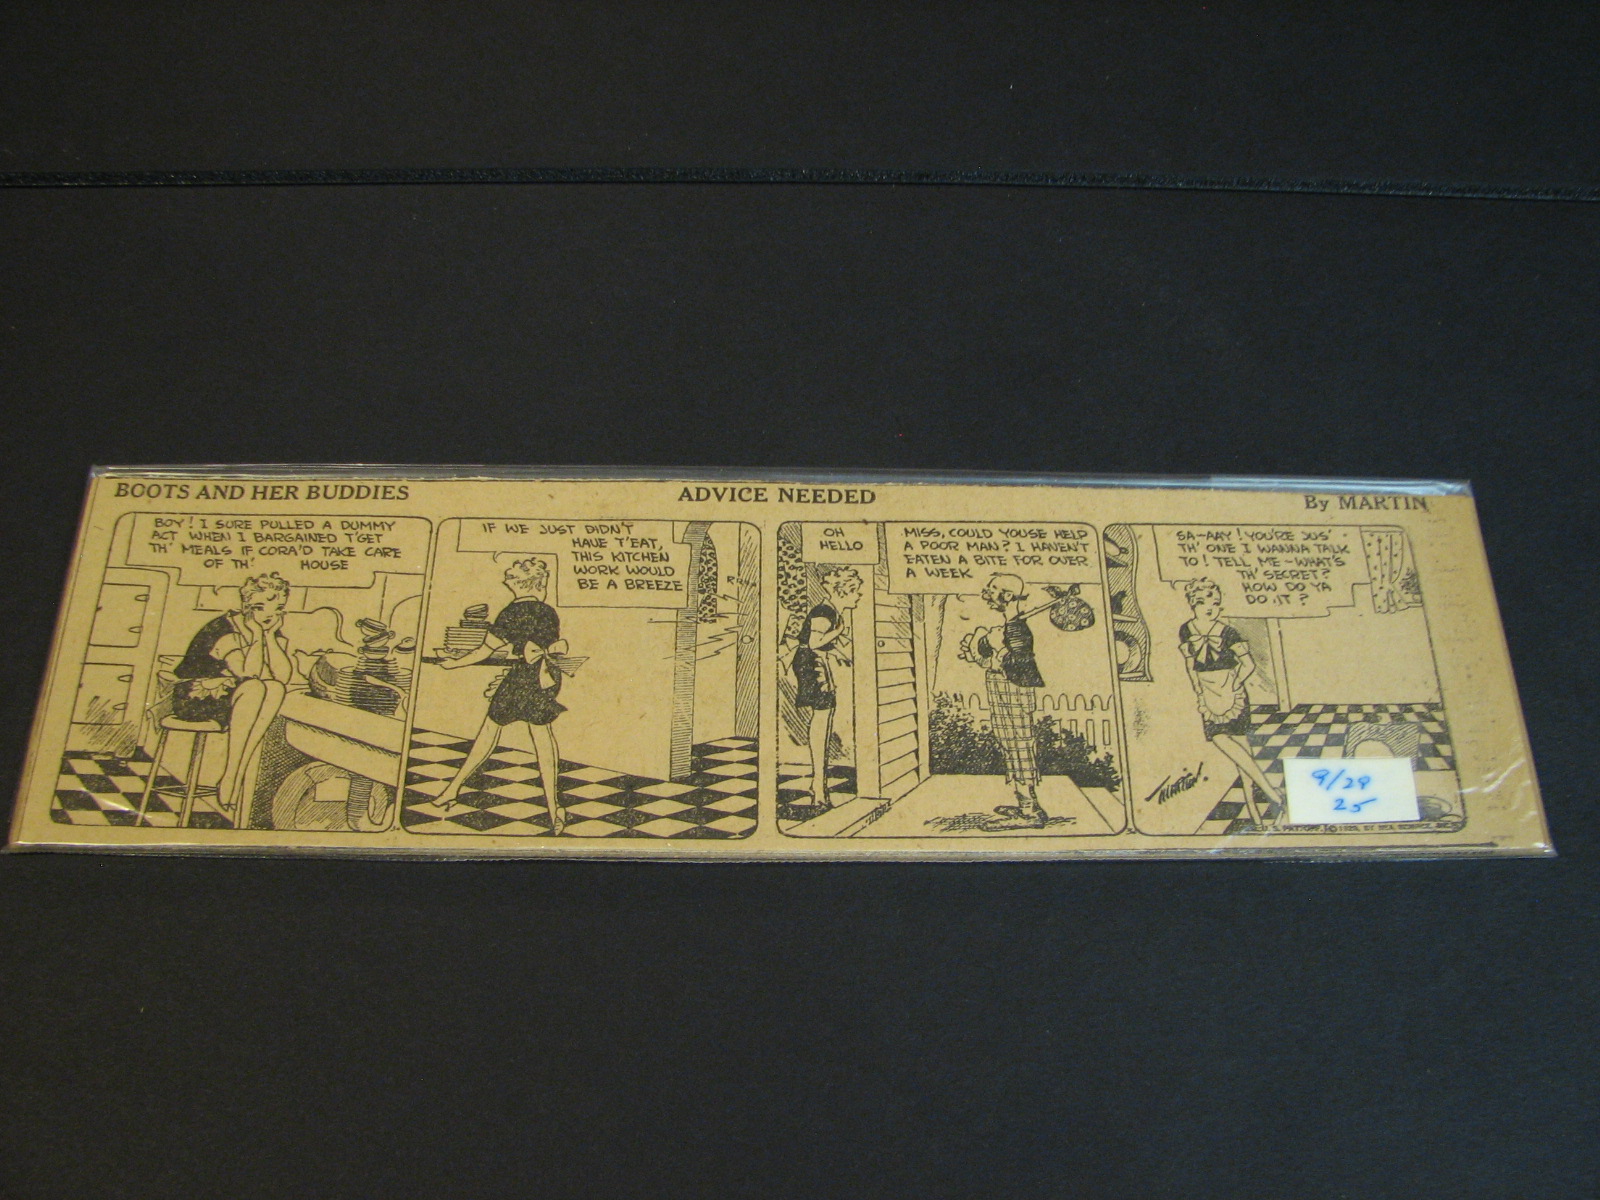 BOOTS AND HER BUDDIES
ADVICE NEEDED
By MARTIN
BOY! I SURE PULLED A DUMMY
ACT WHEN I BARGAINED T'GET
TH' MEALS IF CORA'D TAKE CARE
OF TH' HOUSE
IF WE JUST DIDN'T
HAVE T'EAT,
THIS KITCHEN
WORK WOULD
BE A BREEZE
OH
HELLO
MISS, COULD YOUSE HELP
A POOR MAN? I HAVEN'T
EATEN A BITE FOR OVER
A WEEK
SA-AAY! YOU'RE JUS'
TH' ONE I WANNA TALK
TO! TELL ME - WHAT'S
TH' SECRET?
HOW DO YA
DO IT?
MARTIN.
9/29
25